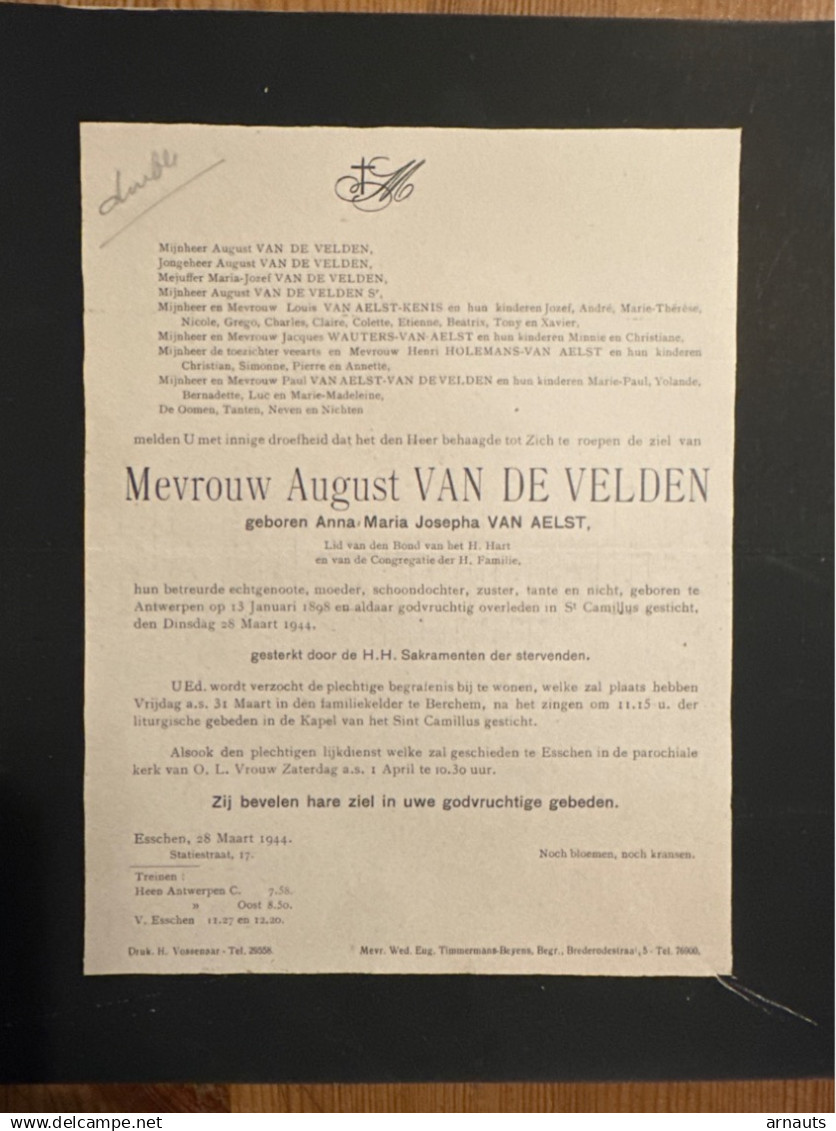 double
Mijnheer August VAN DE VELDEN,
Jongeheer August VAN DE VELDEN,
Mejuffer Maria-Jozef VAN DE VELDEN,
Mijnheer August VAN DE VELDEN Sr,
Mijnheer en Mevrouw Louis VAN AELST-KENIS en hun kinderen Jozef, André, Marie-Thérèse,
Nicole, Grego, Charles, Claire, Colette, Etienne, Beatrix, Tony en Xavier,
Mijnheer en Mevrouw Jacques WAUTERS-VAN-AELST en hun kinderen Minnie en Christiane,
Mijnheer de toezichter veearts en Mevrouw Henri HOLEMANS-VAN AELST en hun kinderen
Christian, Simonne, Pierre en Annette,
Mijnheer en Mevrouw Paul VAN AELST-VAN DE VELDEN en hun kinderen Marie-Paul, Yolande,
Bernadette, Luc en Marie-Madeleine,
De Oomen, Tanten, Neven en Nichten
melden U met innige droefheid dat het den Heer behaagde tot Zich te roepen de ziel van
Mevrouw August VAN DE VELDEN
geboren Anna-Maria Josepha VAN AELST,
Lid van den Bond van het H. Hart
en van de Congregatie der H. Familie,
hun betreurde echtgenoote, moeder, schoondochter, zuster, tante en nicht, geboren te
Antwerpen op 13 Januari 1898 en aldaar godvruchtig overleden in St Camillus gesticht,
den Dinsdag 28 Maart 1944.
gesterkt door de H.H. Sakramenten der stervenden.
U Ed. wordt verzocht de plechtige begrafenis bij te wonen, welke zal plaats hebben
Vrijdag a.s. 31 Maart in den familiekelder te Berchem, na het zingen om 11.15 u. der
liturgische gebeden in de Kapel van het Sint Camillus gesticht.
Alsook den plechtigen lijkdienst welke zal geschieden te Esschen in de parochiale
kerk van O. L. Vrouw Zaterdag a.s. 1 April te 10.30 uur.
Zij bevelen hare ziel in uwe godvruchtige gebeden.
Esschen, 28 Maart 1944.
Statiestraat, 17.
Noch bloemen, noch kransen.
Treinen :
Heen Antwerpen C. 7.58.
» Oost 8.50.
V. Esschen 11.27 en 12.20.
Druk. H. Vossenaar - Tel. 29558.
Mevr. Wed. Eug. Timmermans-Beyens, Begr., Brederodestraat, 5 - Tel. 76900.
delcampe.net
arnauts